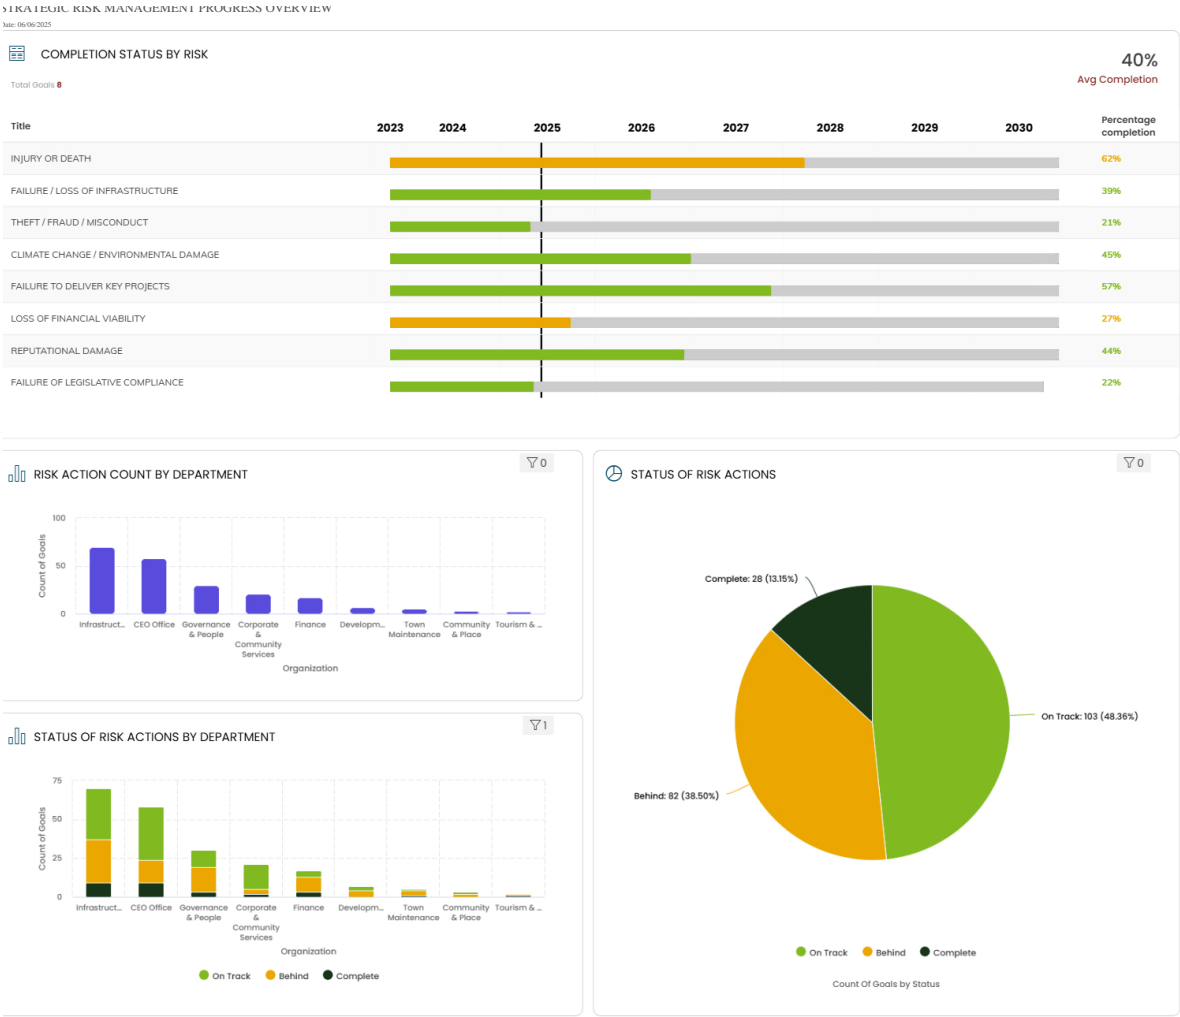 STRATEGIC RISK MANAGEMENT PROGRESS OVERVIEW
Date: 06/06/2025
COMPLETION STATUS BY RISK
40%
Avg Completion
Total Goals 8
Title 2023 2024 2025 2026 2027 2028 2029 2030 Percentage completion
INJURY OR DEATH 62%
FAILURE / LOSS OF INFRASTRUCTURE 39%
THEFT / FRAUD / MISCONDUCT 21%
CLIMATE CHANGE / ENVIRONMENTAL DAMAGE 45%
FAILURE TO DELIVER KEY PROJECTS 57%
LOSS OF FINANCIAL VIABILITY 27%
REPUTATIONAL DAMAGE 44%
FAILURE OF LEGISLATIVE COMPLIANCE 22%
RISK ACTION COUNT BY DEPARTMENT
0
Count of Goals
100
50
0
Infrastruct...
CEO Office
Governance & People
Corporate & Community Services
Finance
Developm...
Town Maintenance
Community & Place
Tourism & ...
Organization
STATUS OF RISK ACTIONS BY DEPARTMENT
1
Count of Goals
75
50
25
0
Infrastruct...
CEO Office
Governance & People
Corporate & Community Services
Finance
Developm...
Town Maintenance
Community & Place
Tourism & ...
Organization
On Track Behind Complete
STATUS OF RISK ACTIONS
0
Complete: 28 (13.15%)
On Track: 103 (48.36%)
Behind: 82 (38.50%)
On Track Behind Complete
Count Of Goals by Status